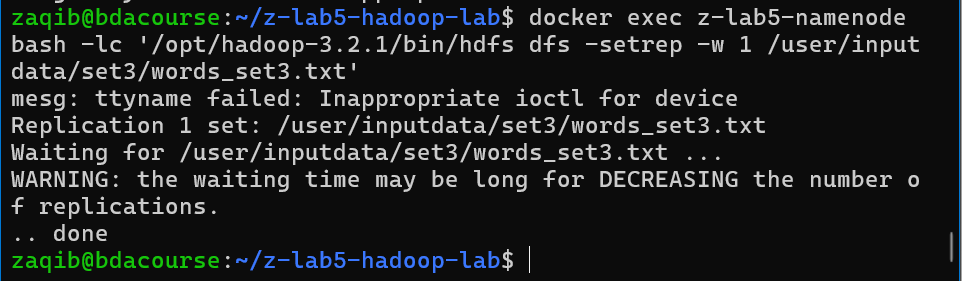 zaqib@bdacourse:~/z-lab5-hadoop-lab$ docker exec z-lab5-namenode
bash -lc '/opt/hadoop-3.2.1/bin/hdfs dfs -setrep -w 1 /user/input
data/set3/words_set3.txt'
mesg: ttyname failed: Inappropriate ioctl for device
Replication 1 set: /user/inputdata/set3/words_set3.txt
Waiting for /user/inputdata/set3/words_set3.txt ...
WARNING: the waiting time may be long for DECREASING the number o
f replications.
.. done
zaqib@bdacourse:~/z-lab5-hadoop-lab$